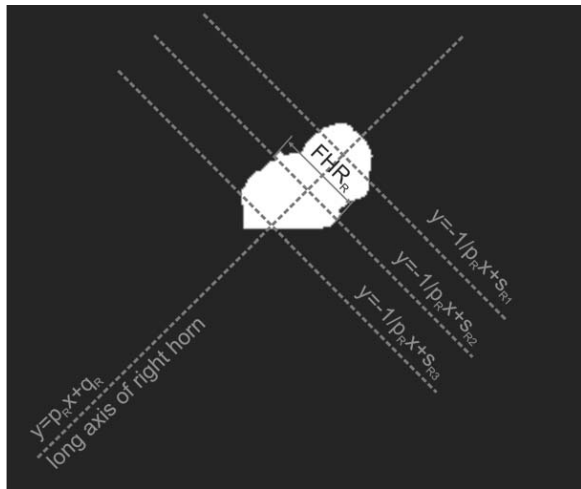 FHR_R
y=-1/p_Rx+s_R1
y=-1/p_Rx+s_R2
y=-1/p_Rx+s_R3
y=p_Rx+q_R
long axis of right horn